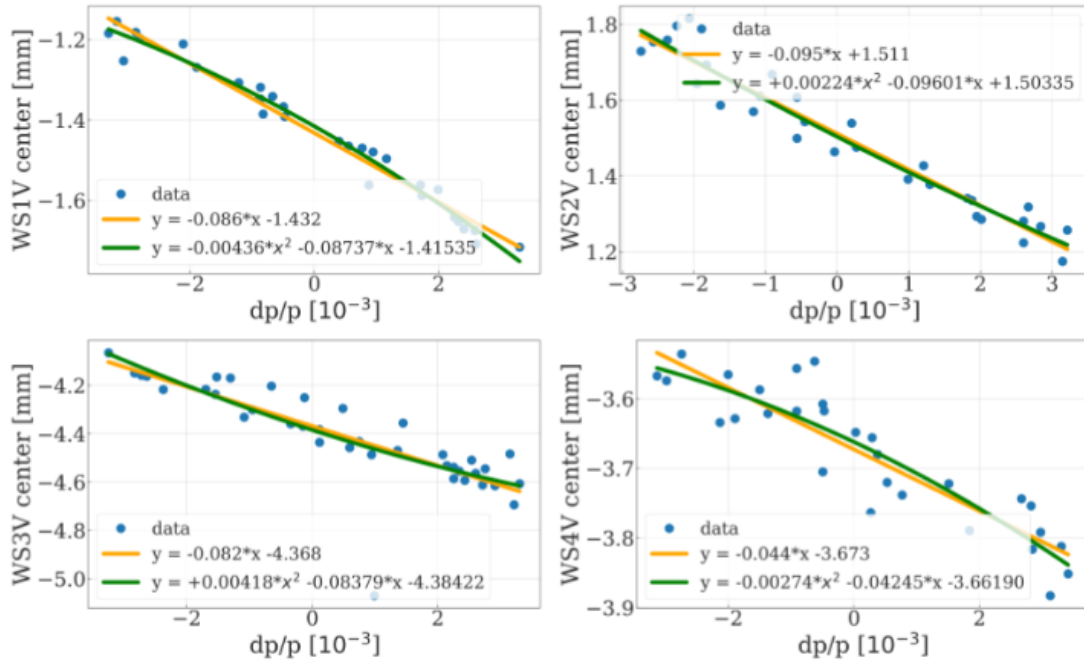 WS1V center [mm]
−1.2
−1.4
−1.6
data
y = -0.086*x -1.432
y = -0.00436*x² -0.08737*x -1.41535
−2 0 2
dp/p [10⁻³]
WS2V center [mm]
1.8
1.6
1.4
1.2
data
y = -0.095*x +1.511
y = +0.00224*x² -0.09601*x +1.50335
−3 −2 −1 0 1 2 3
dp/p [10⁻³]
WS3V center [mm]
−4.2
−4.4
−4.6
−4.8
−5.0
data
y = -0.082*x -4.368
y = +0.00418*x² -0.08379*x -4.38422
−2 0 2
dp/p [10⁻³]
WS4V center [mm]
−3.6
−3.7
−3.8
−3.9
data
y = -0.044*x -3.673
y = -0.00274*x² -0.04245*x -3.66190
−2 0 2
dp/p [10⁻³]